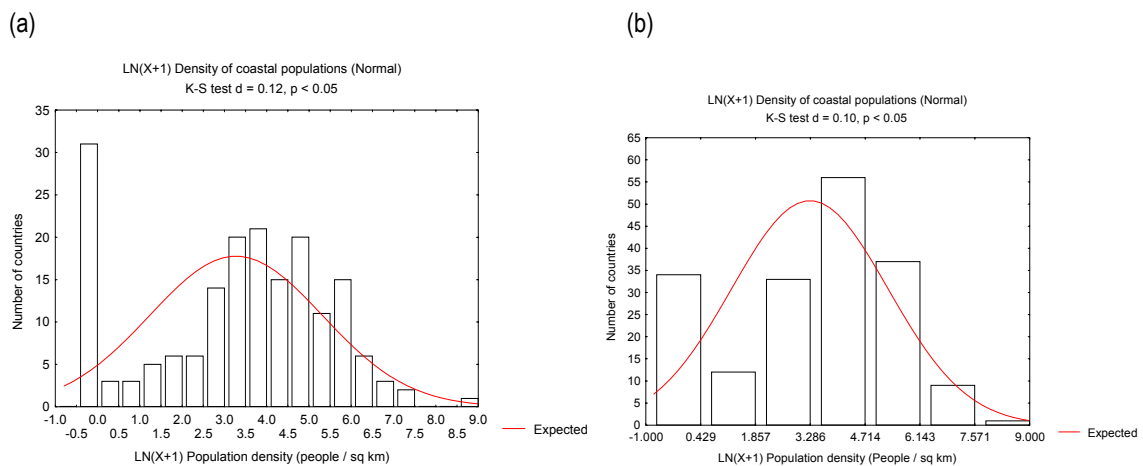 (a)
LN(X+1) Density of coastal populations (Normal)
K-S test d = 0.12, p < 0.05
35
30
25
20
15
10
5
0
Number of countries
-1.0 0.0 1.0 2.0 3.0 4.0 5.0 6.0 7.0 8.0 9.0
-0.5 0.5 1.5 2.5 3.5 4.5 5.5 6.5 7.5 8.5
Expected
LN(X+1) Population density (people / sq km)
(b)
LN(X+1) Density of coastal populations (Normal)
K-S test d = 0.10, p < 0.05
65
60
55
50
45
40
35
30
25
20
15
10
5
0
Number of countries
-1.000 0.429 1.857 3.286 4.714 6.143 7.571 9.000
Expected
LN(X+1) Population density (People / sq km)